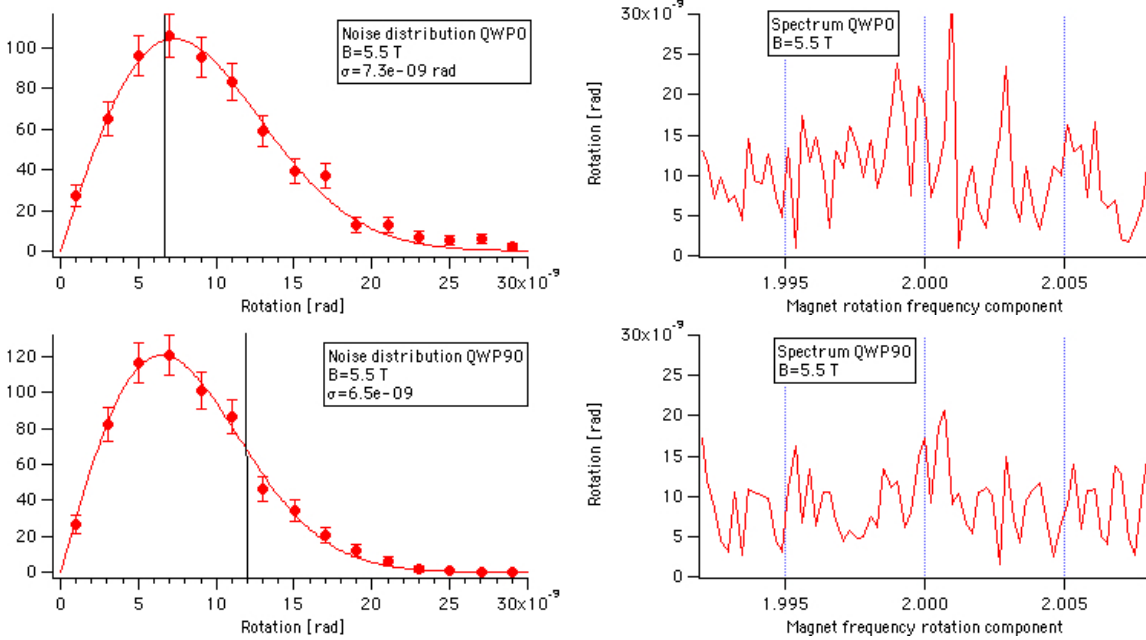 100
80
60
40
20
0
Noise distribution QWP0
B=5.5 T
σ=7.3e-09 rad
0 5 10 15 20 25 30x10⁻⁹
Rotation [rad]
30x10⁻⁹
25
20
15
10
5
0
Rotation [rad]
Spectrum QWP0
B=5.5 T
1.995 2.000 2.005
Magnet rotation frequency component
120
100
80
60
40
20
0
Noise distribution QWP90
B=5.5 T
σ=6.5e-09
0 5 10 15 20 25 30x10⁻⁹
Rotation [rad]
30x10⁻⁹
25
20
15
10
5
0
Rotation [rad]
Spectrum QWP90
B=5.5 T
1.995 2.000 2.005
Magnet frequency rotation component